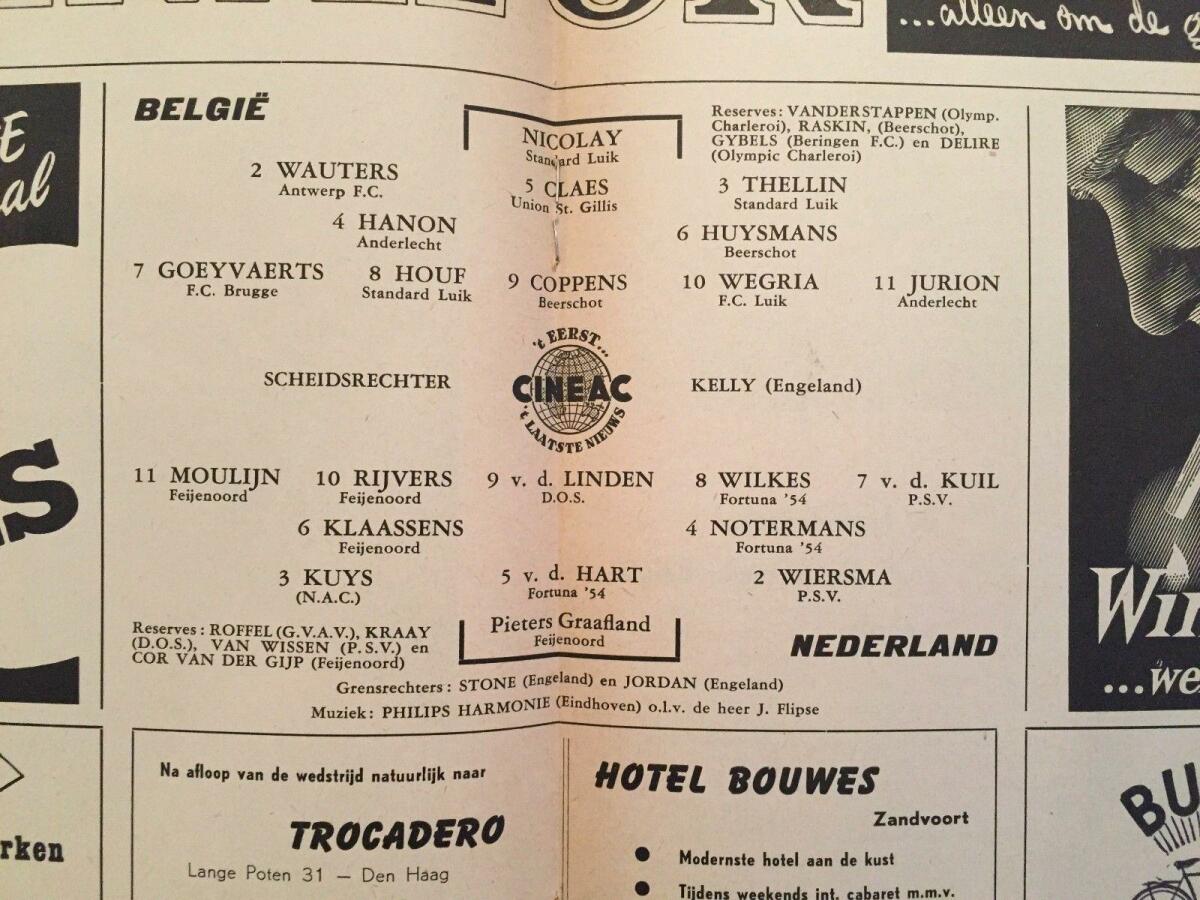 ...alleen om de
BELGIË
NICOLAY
Standard Luik
Reserves: VANDERSTAPPEN (Olymp.
Charleroi), RASKIN, (Beerschot),
GYBELS (Beringen F.C.) en DELIRE
(Olympic Charleroi)
2 WAUTERS
Antwerp F.C.
5 CLAES
Union St. Gillis
3 THELLIN
Standard Luik
4 HANON
Anderlecht
6 HUYSMANS
Beerschot
7 GOEYVAERTS
F.C. Brugge
8 HOUF
Standard Luik
9 COPPENS
Beerschot
10 WEGRIA
F.C. Luik
11 JURION
Anderlecht
't EERST...
CINEAC
't LAATSTE NIEUWS
SCHEIDSRECHTER
KELLY (Engeland)
11 MOULIJN
Feijenoord
10 RIJVERS
Feijenoord
9 v. d. LINDEN
D.O.S.
8 WILKES
Fortuna '54
7 v. d. KUIL
P.S.V.
6 KLAASSENS
Feijenoord
4 NOTERMANS
Fortuna '54
3 KUYS
(N.A.C.)
5 v. d. HART
Fortuna '54
2 WIERSMA
P.S.V.
Reserves: ROFFEL (G.V.A.V.), KRAAY
(D.O.S.), VAN WISSEN (P.S.V.) en
COR VAN DER GIJP (Feijenoord)
Pieters Graafland
Feijenoord
NEDERLAND
Grensrechters: STONE (Engeland) en JORDAN (Engeland)
Muziek: PHILIPS HARMONIE (Eindhoven) o.l.v. de heer J. Flipse
Na afloop van de wedstrijd natuurlijk naar
TROCADERO
Lange Poten 31 — Den Haag
HOTEL BOUWES
Zandvoort
● Modernste hotel aan de kust
● Tijdens weekends int. cabaret m.m.v.